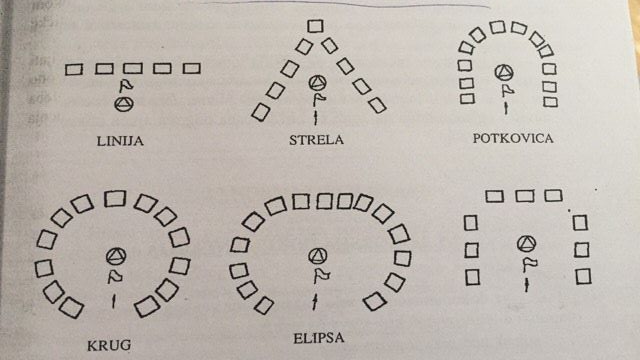 LINIJA
STRELA
POTKOVICA
KRUG
ELIPSA